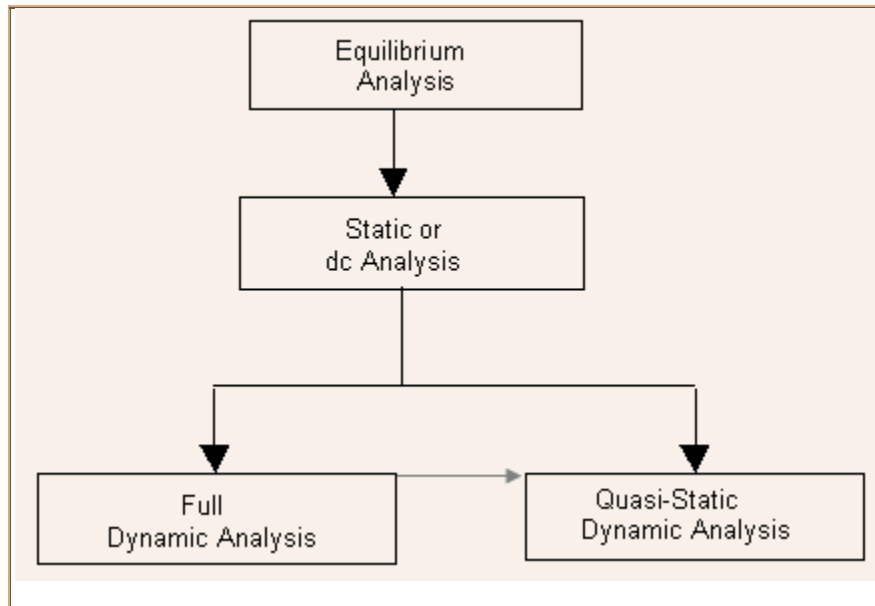 Equilibrium
Analysis
Static or
dc Analysis
Full
Dynamic Analysis
Quasi-Static
Dynamic Analysis